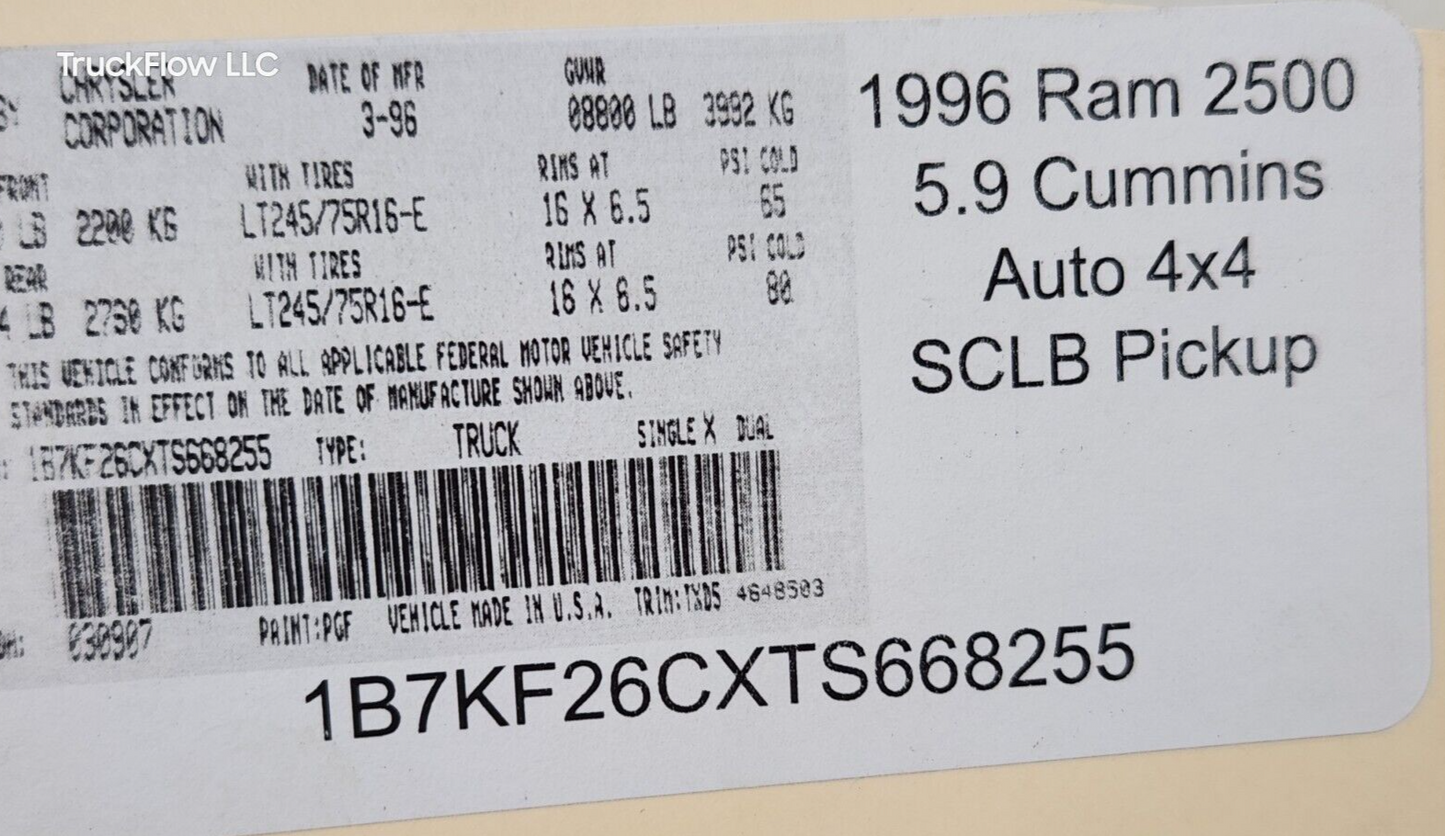 TruckFlow LLC
CHRYSLER DATE OF MFR GVWR
CORPORATION 3-96 08800 LB 3992 KG
FRONT WITH TIRES RIMS AT PSI COLD
LB 2200 KG LT245/75R16-E 16 X 6.5 65
REAR WITH TIRES RIMS AT PSI COLD
LB 2760 KG LT245/75R16-E 16 X 6.5 80
THIS VEHICLE CONFORMS TO ALL APPLICABLE FEDERAL MOTOR VEHICLE SAFETY
STANDARDS IN EFFECT ON THE DATE OF MANUFACTURE SHOWN ABOVE.
1B7KF26CXTS668255 TYPE: TRUCK SINGLE X DUAL
030907 PAINT:PGF VEHICLE MADE IN U.S.A. TRIM:TXD5 4648503
1996 Ram 2500
5.9 Cummins
Auto 4x4
SCLB Pickup
1B7KF26CXTS668255